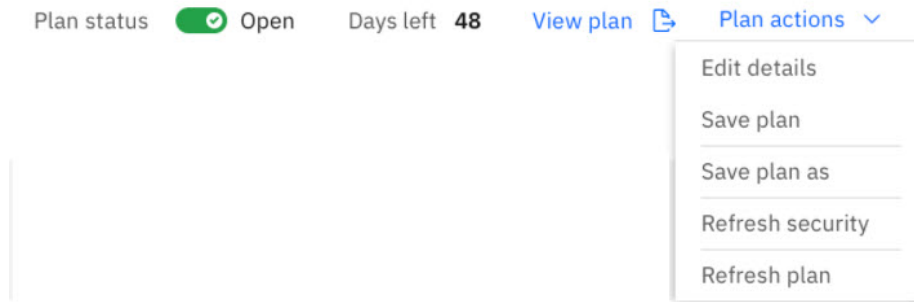 Plan status Open Days left 48 View plan Plan actions
Edit details
Save plan
Save plan as
Refresh security
Refresh plan